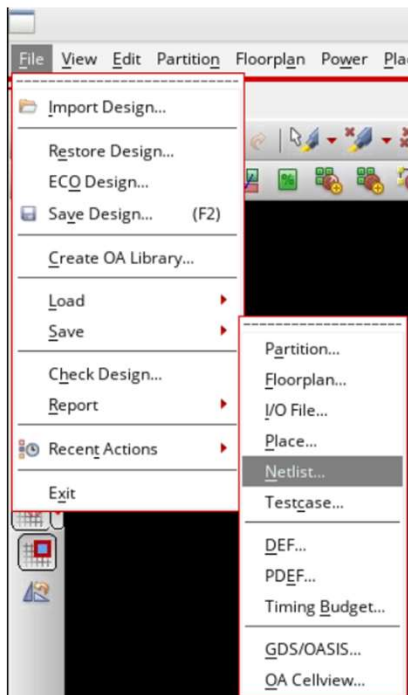 File View Edit Partition Floorplan Power
Import Design...
Restore Design...
ECO Design...
Save Design... (F2)
Create OA Library...
Load
Save
Check Design...
Report
Recent Actions
Exit
Partition...
Floorplan...
I/O File...
Place...
Netlist...
Testcase...
DEF...
PDEF...
Timing Budget...
GDS/OASIS...
OA Cellview...